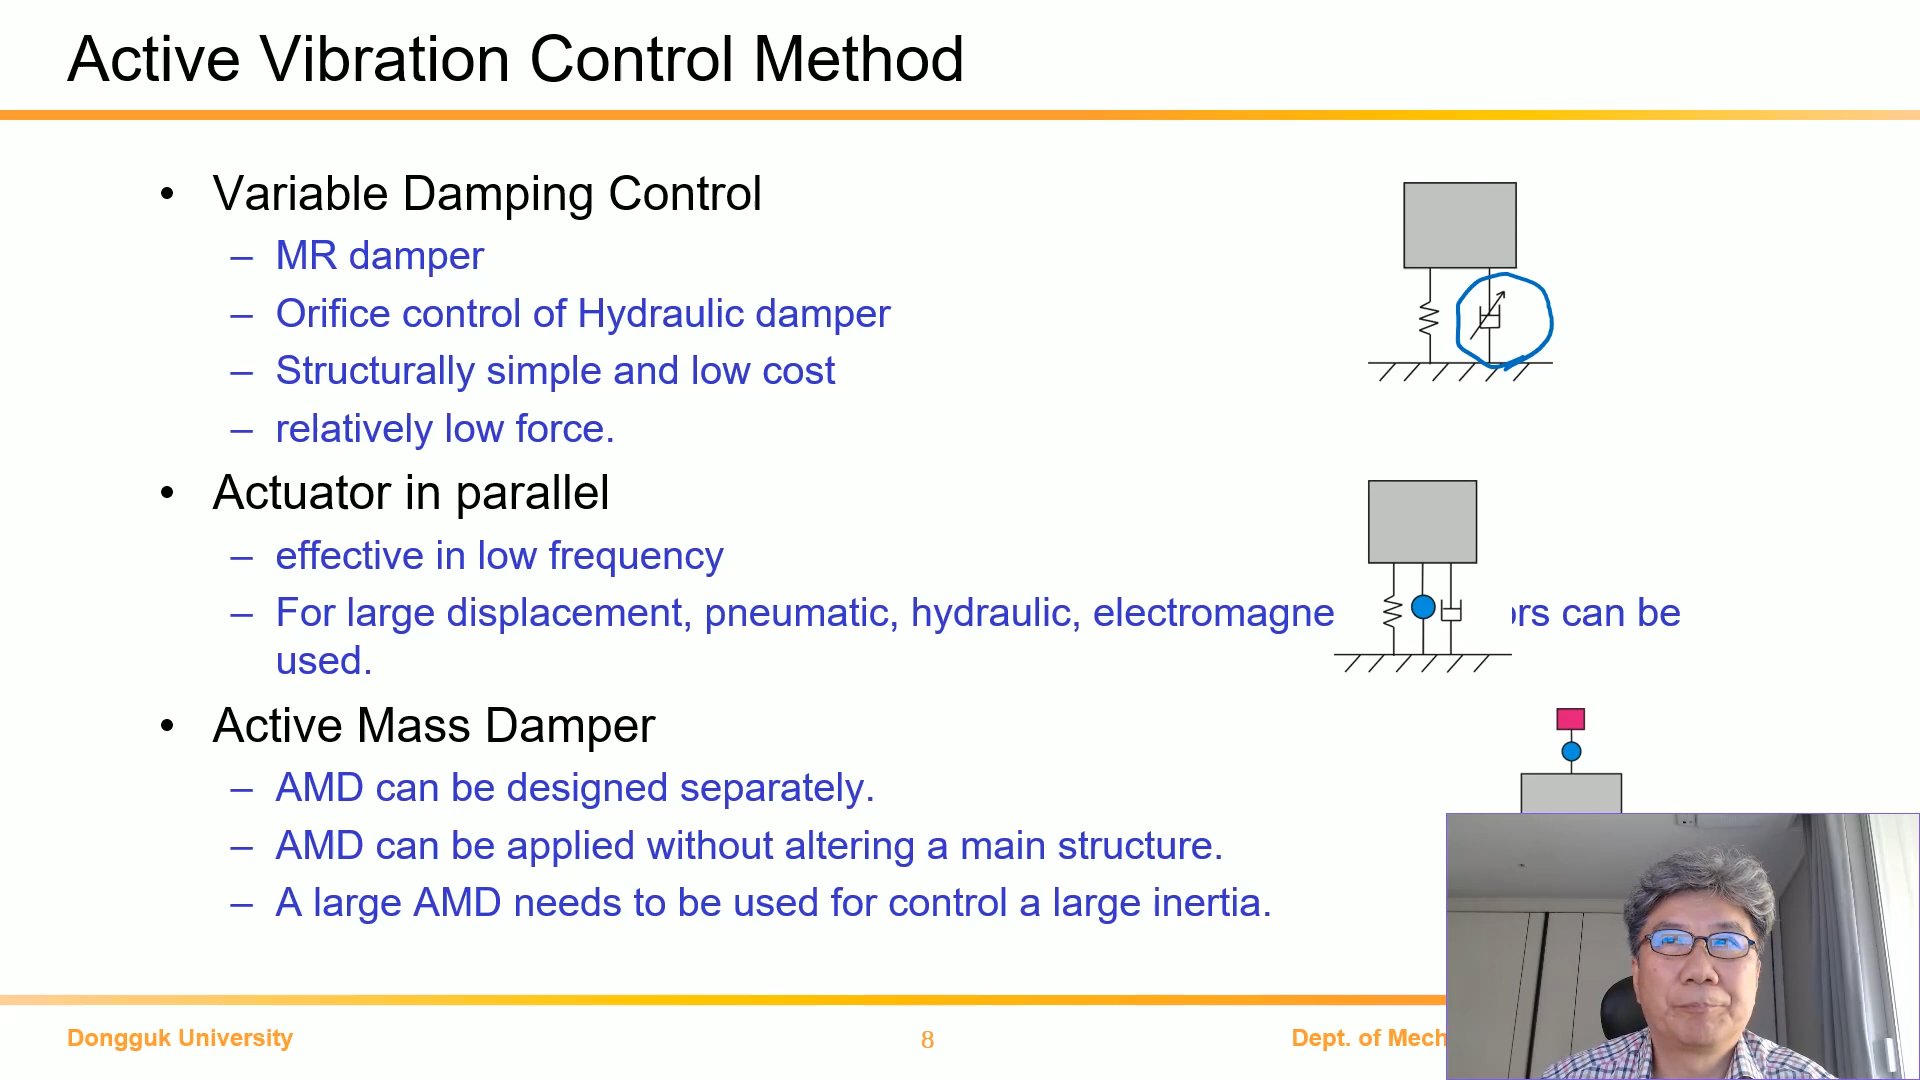 Active Vibration Control Method
• Variable Damping Control
– MR damper
– Orifice control of Hydraulic damper
– Structurally simple and low cost
– relatively low force.
• Actuator in parallel
– effective in low frequency
– For large displacement, pneumatic, hydraulic, electromagne rs can be
used.
• Active Mass Damper
– AMD can be designed separately.
– AMD can be applied without altering a main structure.
– A large AMD needs to be used for control a large inertia.
Dongguk University
8
Dept. of Mech